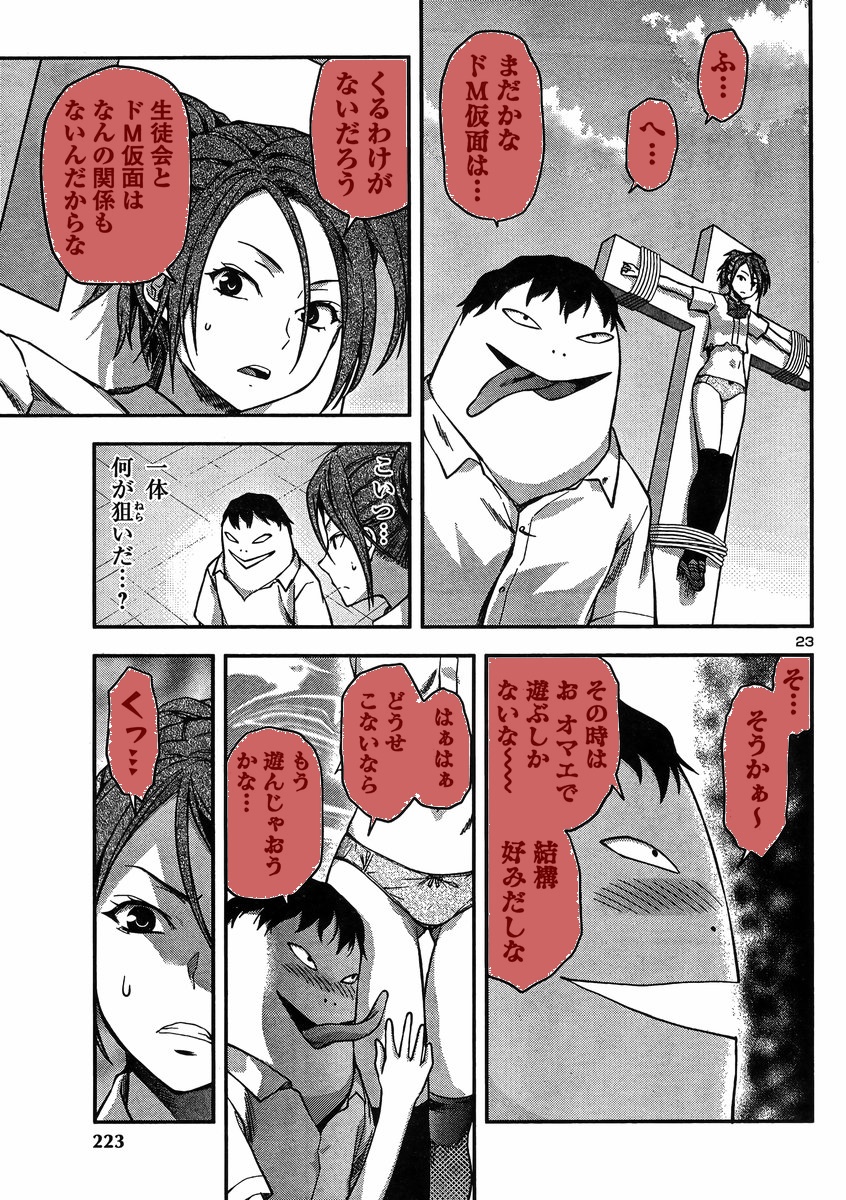 ふ…
へ…
まだかな
ドM仮面は…
くるわけが
ないだろう
生徒会と
ドM仮面は
なんの関係も
ないんだからな
こいつ…
一体
何が狙いだ…?
ねら
23
そ…
そうかぁ〜
その時は
お オマエで
遊ぶしか
ないな〜〜
結構
好みだしな
はぁはぁ
どうせ
こないなら
もう
遊んじゃおう
かな…
くっ…
223